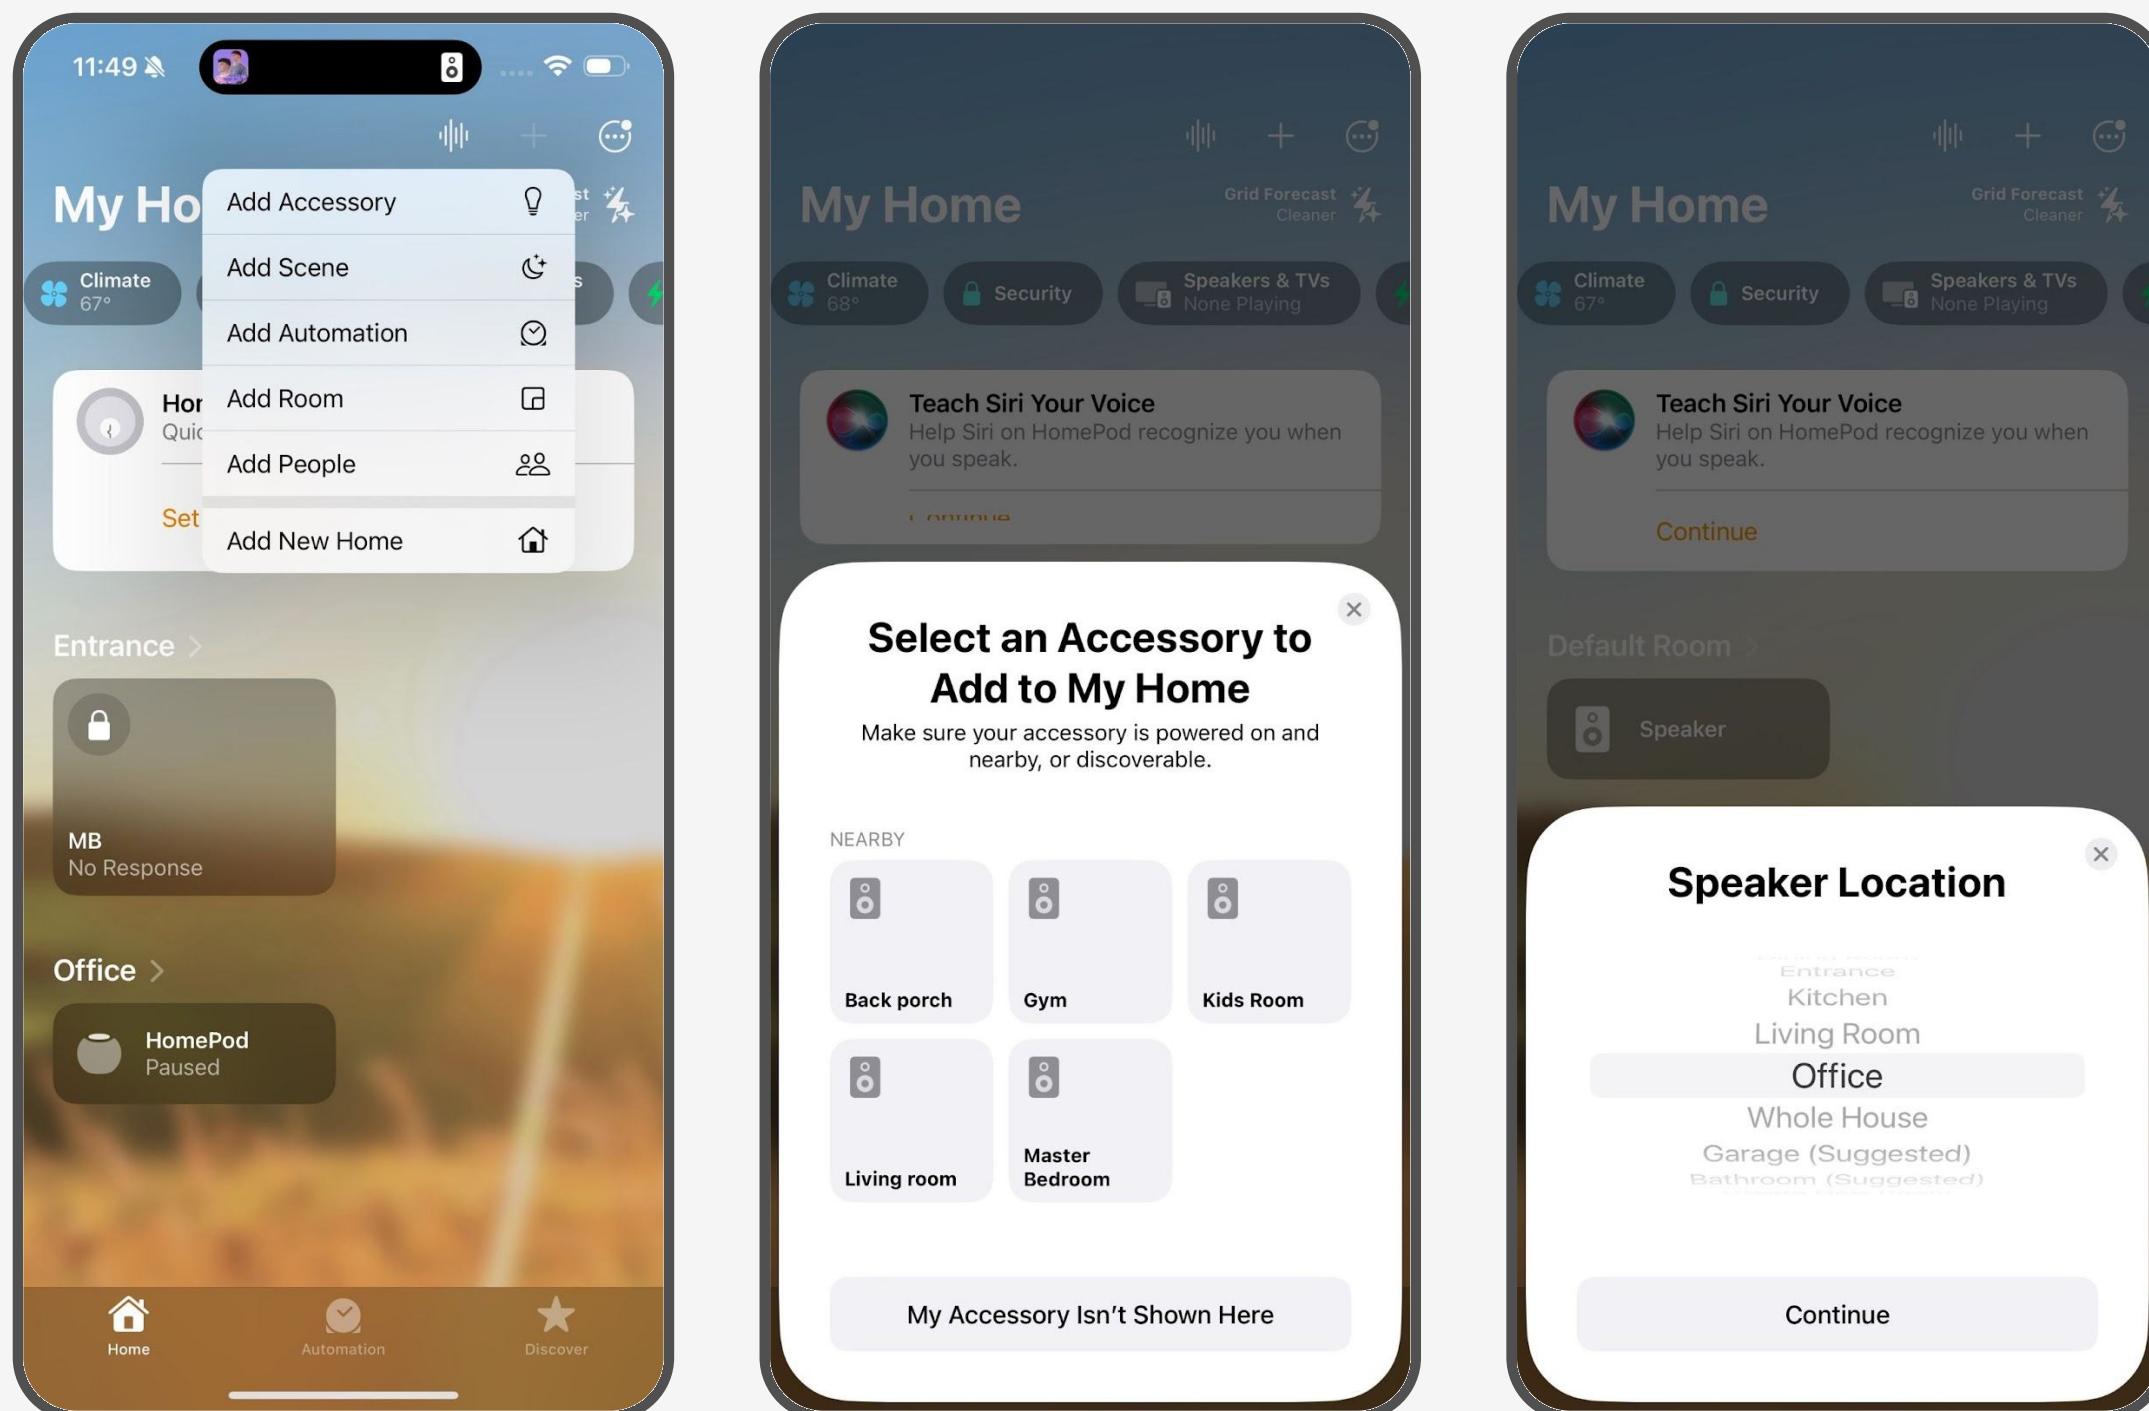 11:49
My Ho
st
er
Add Accessory
Add Scene
Add Automation
Add Room
Add People
Add New Home
Climate
67°
s
Hor
Quic
Set
Entrance
MB
No Response
Office
HomePod
Paused
Home
Automation
Discover
My Home
Grid Forecast
Cleaner
Climate
68°
Security
Speakers & TVs
None Playing
Teach Siri Your Voice
Help Siri on HomePod recognize you when
you speak.
Continue
Select an Accessory to
Add to My Home
Make sure your accessory is powered on and
nearby, or discoverable.
NEARBY
Back porch
Gym
Kids Room
Living room
Master
Bedroom
My Accessory Isn't Shown Here
My Home
Grid Forecast
Cleaner
Climate
67°
Security
Speakers & TVs
None Playing
Teach Siri Your Voice
Help Siri on HomePod recognize you when
you speak.
Continue
Default Room
Speaker
Speaker Location
Entrance
Kitchen
Living Room
Office
Whole House
Garage (Suggested)
Bathroom (Suggested)
Continue